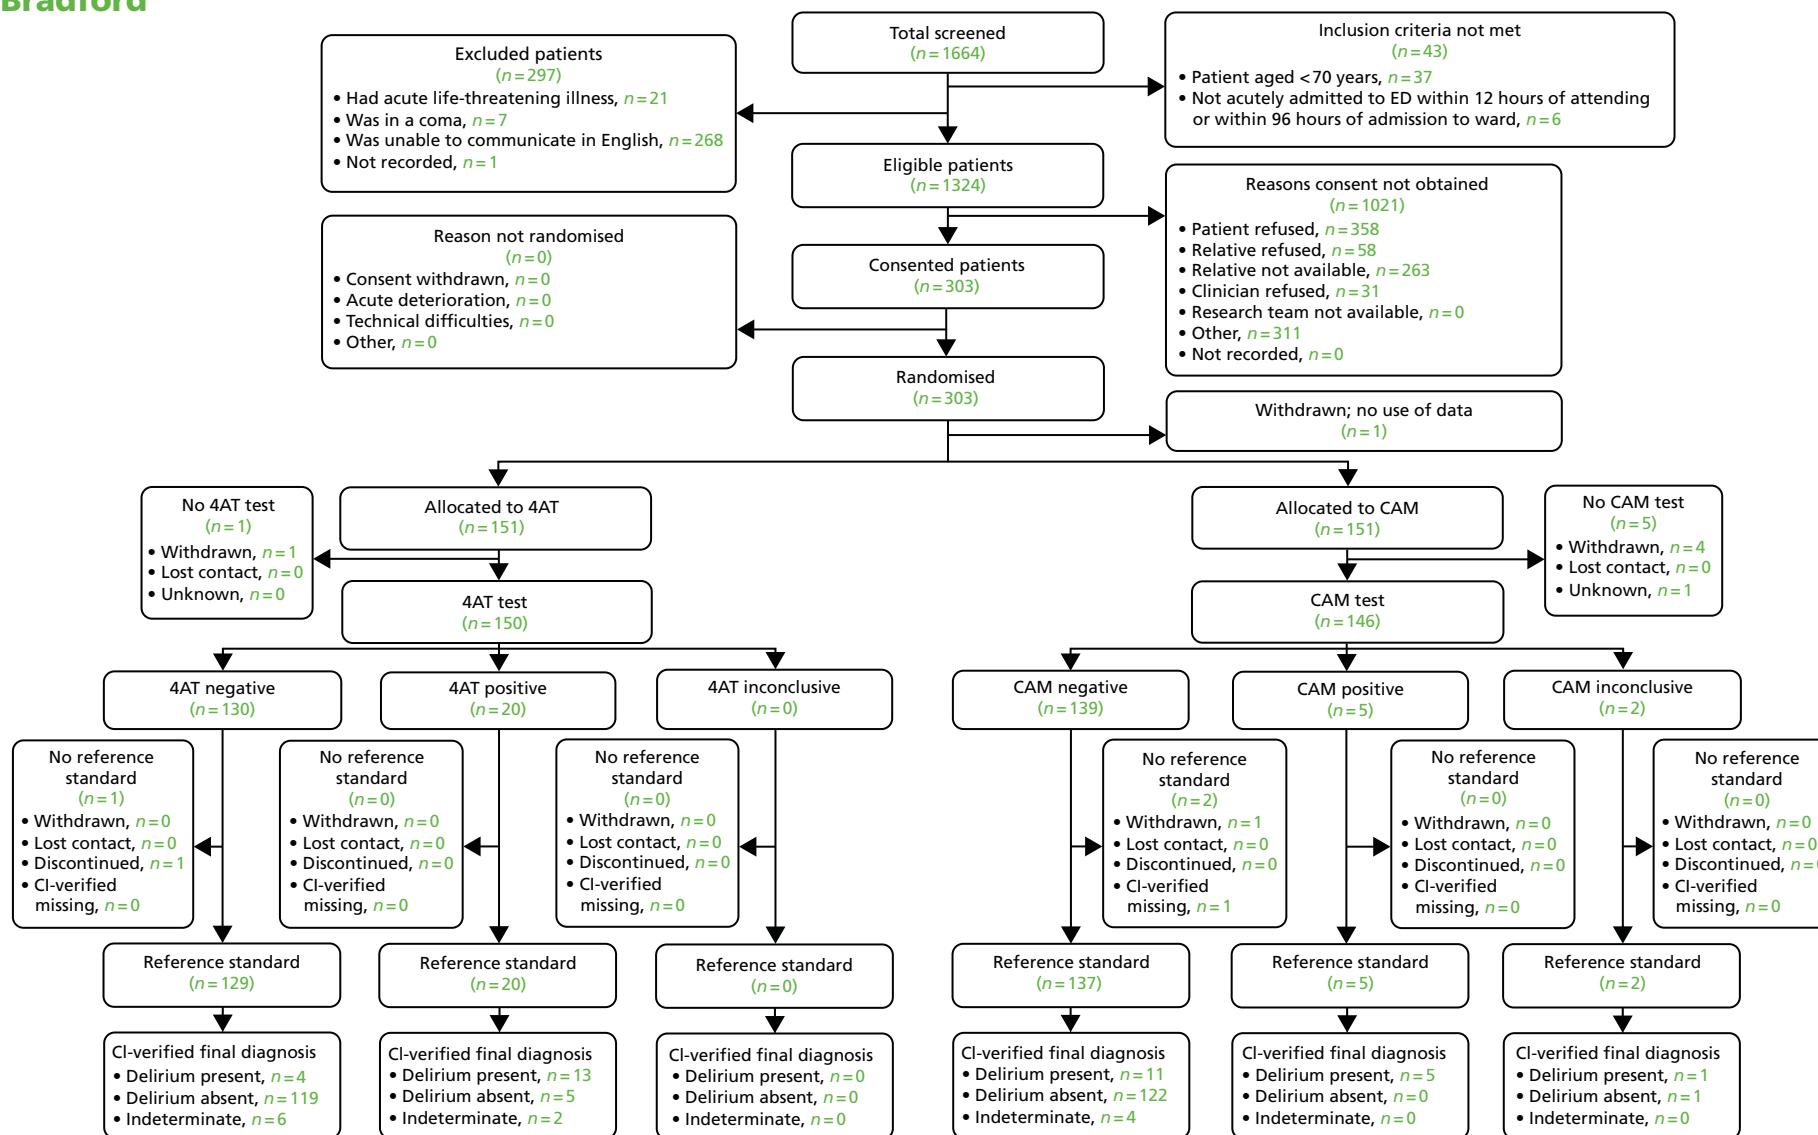 Bradford
Total screened
(n=1664)
Inclusion criteria not met
(n=43)
• Patient aged <70 years, n=37
• Not acutely admitted to ED within 12 hours of attending
or within 96 hours of admission to ward, n=6
Excluded patients
(n=297)
• Had acute life-threatening illness, n=21
• Was in a coma, n=7
• Was unable to communicate in English, n=268
• Not recorded, n=1
Eligible patients
(n=1324)
Reasons consent not obtained
(n=1021)
• Patient refused, n=358
• Relative refused, n=58
• Relative not available, n=263
• Clinician refused, n=31
• Research team not available, n=0
• Other, n=311
• Not recorded, n=0
Reason not randomised
(n=0)
• Consent withdrawn, n=0
• Acute deterioration, n=0
• Technical difficulties, n=0
• Other, n=0
Consented patients
(n=303)
Randomised
(n=303)
Withdrawn; no use of data
(n=1)
No 4AT test
(n=1)
• Withdrawn, n=1
• Lost contact, n=0
• Unknown, n=0
Allocated to 4AT
(n=151)
Allocated to CAM
(n=151)
No CAM test
(n=5)
• Withdrawn, n=4
• Lost contact, n=0
• Unknown, n=1
4AT test
(n=150)
CAM test
(n=146)
4AT negative
(n=130)
4AT positive
(n=20)
4AT inconclusive
(n=0)
CAM negative
(n=139)
CAM positive
(n=5)
CAM inconclusive
(n=2)
No reference
standard
(n=1)
• Withdrawn, n=0
• Lost contact, n=0
• Discontinued, n=1
• CI-verified
missing, n=0
No reference
standard
(n=0)
• Withdrawn, n=0
• Lost contact, n=0
• Discontinued, n=0
• CI-verified
missing, n=0
No reference
standard
(n=0)
• Withdrawn, n=0
• Lost contact, n=0
• Discontinued, n=0
• CI-verified
missing, n=0
No reference
standard
(n=2)
• Withdrawn, n=1
• Lost contact, n=0
• Discontinued, n=0
• CI-verified
missing, n=1
No reference
standard
(n=0)
• Withdrawn, n=0
• Lost contact, n=0
• Discontinued, n=0
• CI-verified
missing, n=0
No reference
standard
(n=0)
• Withdrawn, n=0
• Lost contact, n=0
• Discontinued, n=
• CI-verified
missing, n=0
Reference standard
(n=129)
Reference standard
(n=20)
Reference standard
(n=0)
Reference standard
(n=137)
Reference standard
(n=5)
Reference standard
(n=2)
CI-verified final diagnosis
• Delirium present, n=4
• Delirium absent, n=119
• Indeterminate, n=6
CI-verified final diagnosis
• Delirium present, n=13
• Delirium absent, n=5
• Indeterminate, n=2
CI-verified final diagnosis
• Delirium present, n=0
• Delirium absent, n=0
• Indeterminate, n=0
CI-verified final diagnosis
• Delirium present, n=11
• Delirium absent, n=122
• Indeterminate, n=4
CI-verified final diagnosis
• Delirium present, n=5
• Delirium absent, n=0
• Indeterminate, n=0
CI-verified final diagnosis
• Delirium present, n=1
• Delirium absent, n=1
• Indeterminate, n=0